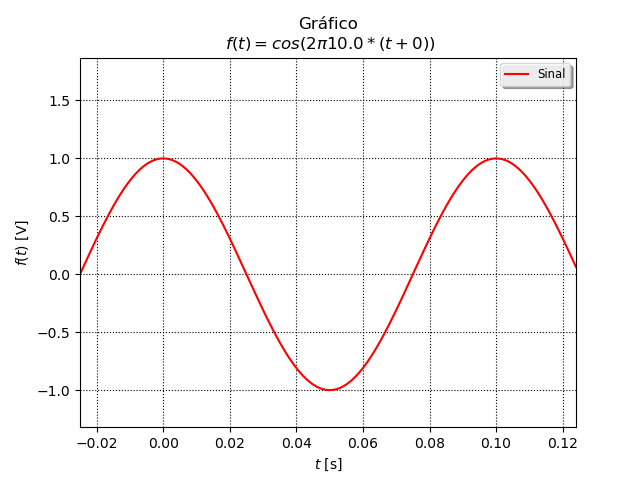 Gráfico
f(t) = cos(2π10.0 * (t + 0))
Sinal
f(t) [V]
1.5
1.0
0.5
0.0
−0.5
−1.0
−0.02 0.00 0.02 0.04 0.06 0.08 0.10 0.12
t [s]